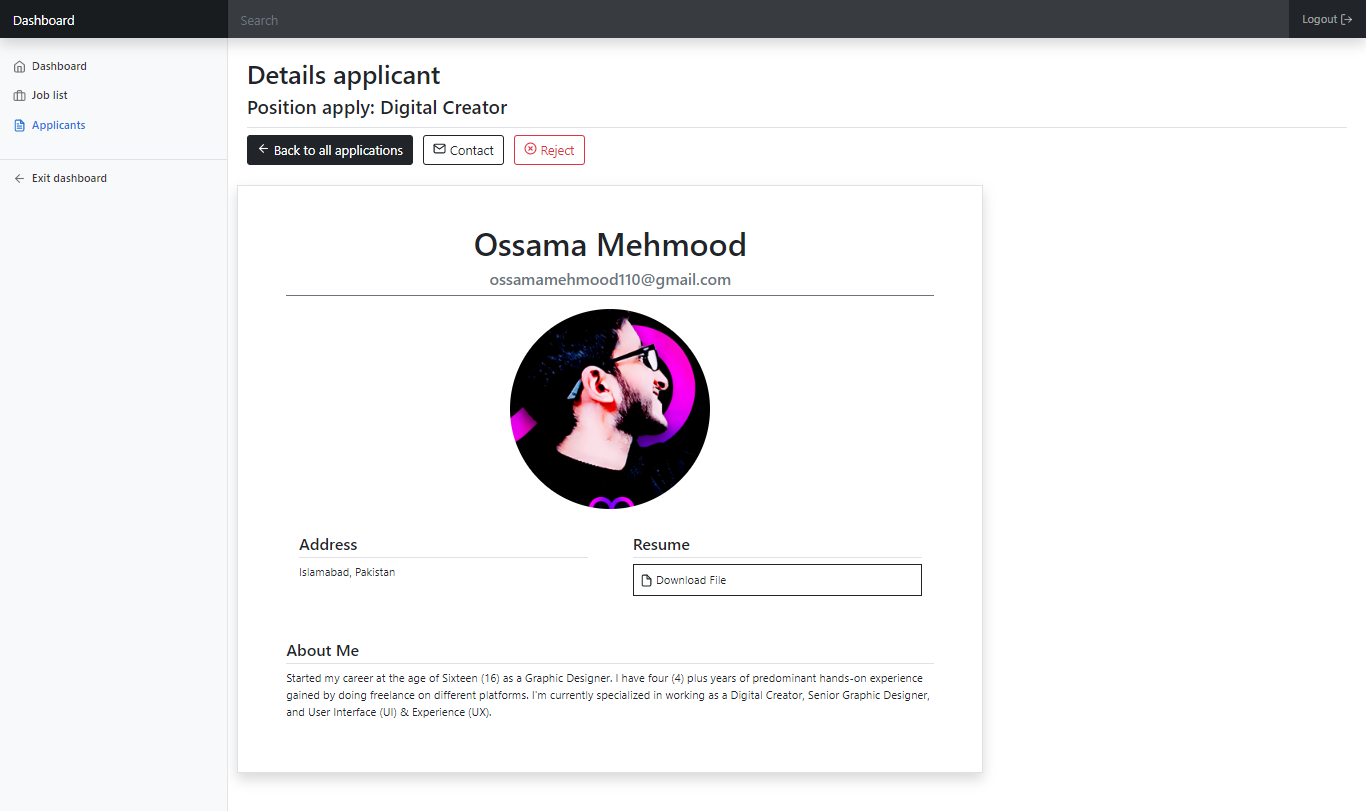 Dashboard
Search
Logout
Dashboard
Job list
Applicants
Exit dashboard
Details applicant
Position apply: Digital Creator
Back to all applications
Contact
Reject
Ossama Mehmood
ossamamehmood110@gmail.com
Address
Islamabad, Pakistan
Resume
Download File
About Me
Started my career at the age of Sixteen (16) as a Graphic Designer. I have four (4) plus years of predominant hands-on experience
gained by doing freelance on different platforms. I'm currently specialized in working as a Digital Creator, Senior Graphic Designer,
and User Interface (UI) & Experience (UX).